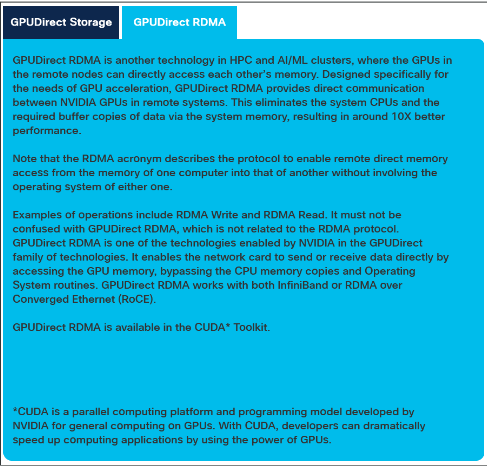 GPUDirect Storage
GPUDirect RDMA
GPUDirect RDMA is another technology in HPC and AI/ML clusters, where the GPUs in
the remote nodes can directly access each other's memory. Designed specifically for
the needs of GPU acceleration, GPUDirect RDMA provides direct communication
between NVIDIA GPUs in remote systems. This eliminates the system CPUs and the
required buffer copies of data via the system memory, resulting in around 10X better
performance.
Note that the RDMA acronym describes the protocol to enable remote direct memory
access from the memory of one computer into that of another without involving the
operating system of either one.
Examples of operations include RDMA Write and RDMA Read. It must not be
confused with GPUDirect RDMA, which is not related to the RDMA protocol.
GPUDirect RDMA is one of the technologies enabled by NVIDIA in the GPUDirect
family of technologies. It enables the network card to send or receive data directly by
accessing the GPU memory, bypassing the CPU memory copies and Operating
System routines. GPUDirect RDMA works with both InfiniBand or RDMA over
Converged Ethernet (RoCE).
GPUDirect RDMA is available in the CUDA* Toolkit.
*CUDA is a parallel computing platform and programming model developed by
NVIDIA for general computing on GPUs. With CUDA, developers can dramatically
speed up computing applications by using the power of GPUs.